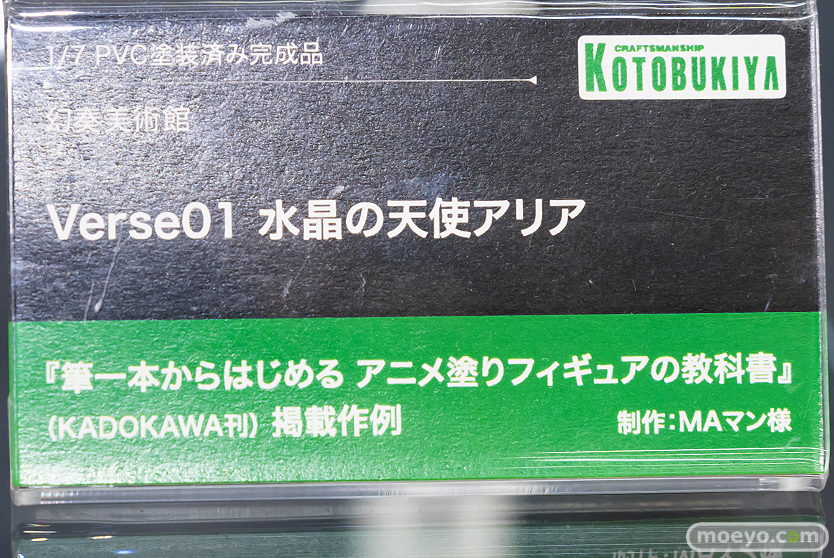 1/7 PVC塗装済み完成品
CRAFTSMANSHIP
KOTOBUKIYA
幻奏美術館
Verse01 水晶の天使アリア
『筆一本からはじめる アニメ塗りフィギュアの教科書』
（KADOKAWA刊）掲載作例
制作：MAマン様
moeyo.com